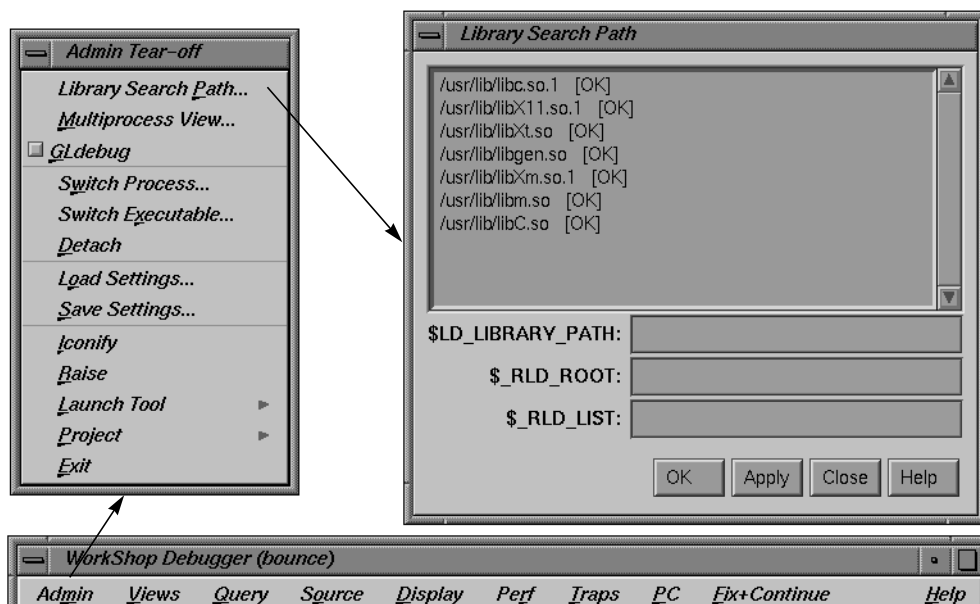 Admin Tear-off
Library Search Path...
Multiprocess View...
GLdebug
Switch Process...
Switch Executable...
Detach
Load Settings...
Save Settings...
Iconify
Raise
Launch Tool
Project
Exit
Library Search Path
/usr/lib/libc.so.1 [OK]
/usr/lib/libX11.so.1 [OK]
/usr/lib/libXt.so [OK]
/usr/lib/libgen.so [OK]
/usr/lib/libXm.so.1 [OK]
/usr/lib/libm.so [OK]
/usr/lib/libC.so [OK]
$LD_LIBRARY_PATH:
$_RLD_ROOT:
$_RLD_LIST:
OK Apply Close Help
WorkShop Debugger (bounce)
Admin Views Query Source Display Perf Traps PC Fix+Continue Help